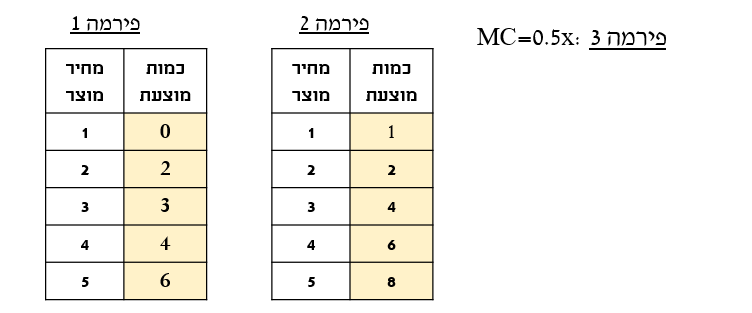 פירמה 1
פירמה 2
פירמה 3: MC=0.5x
מחיר מוצר כמות מוצעת
1 0
2 2
3 3
4 4
5 6
מחיר מוצר כמות מוצעת
1 1
2 2
3 4
4 6
5 8